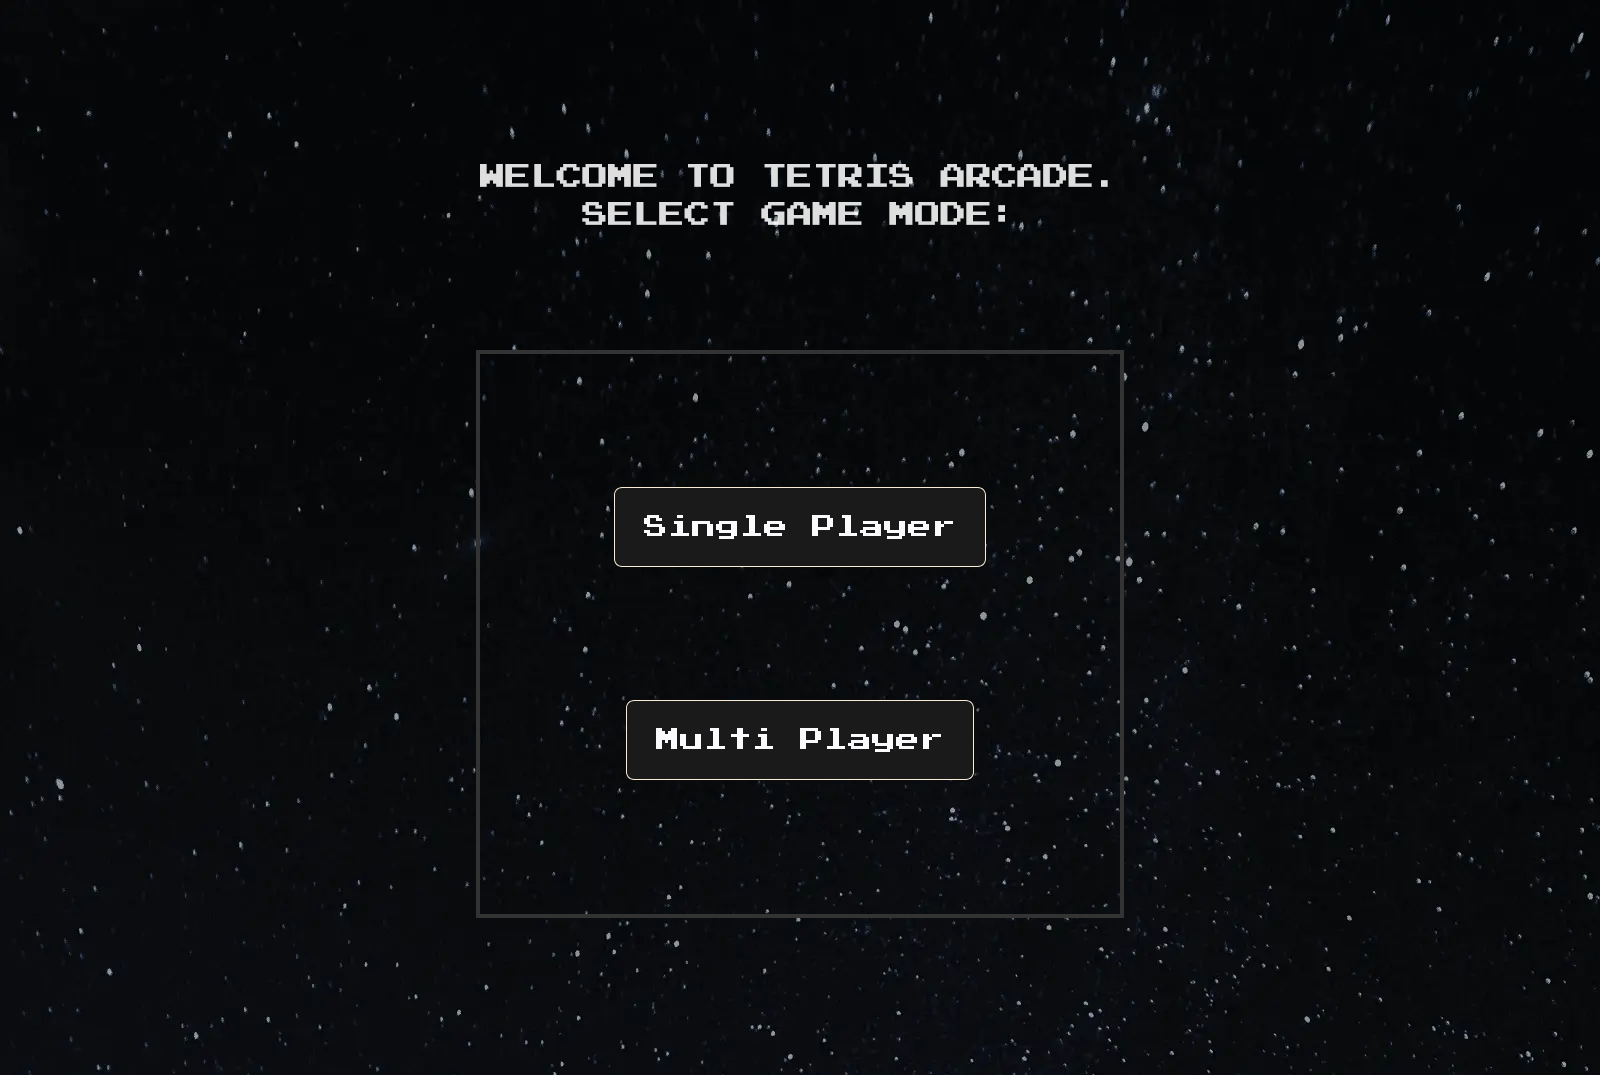 WELCOME TO TETRIS ARCADE.
SELECT GAME MODE:
Single Player
Multi Player